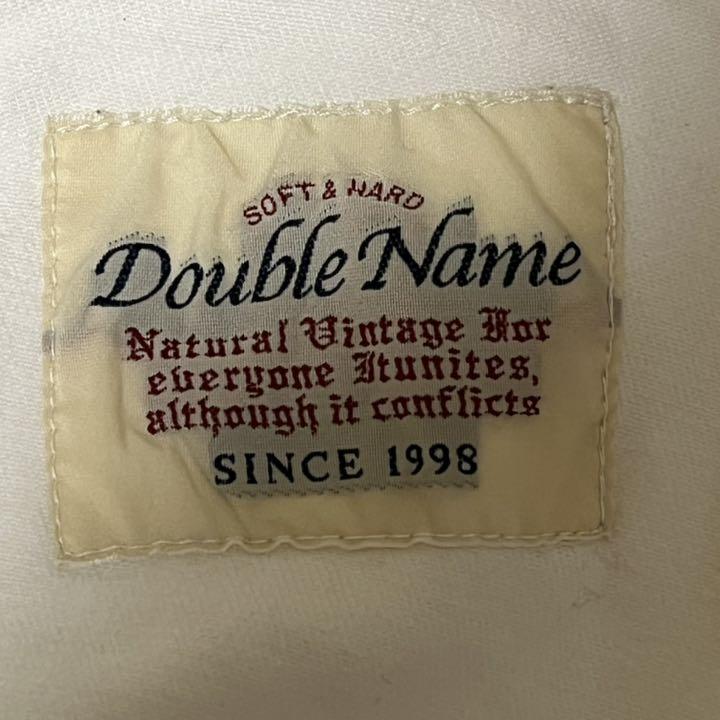 SOFT & HARD
Double Name
Natural Vintage For
everyone Itunites,
although it conflicts
SINCE 1998